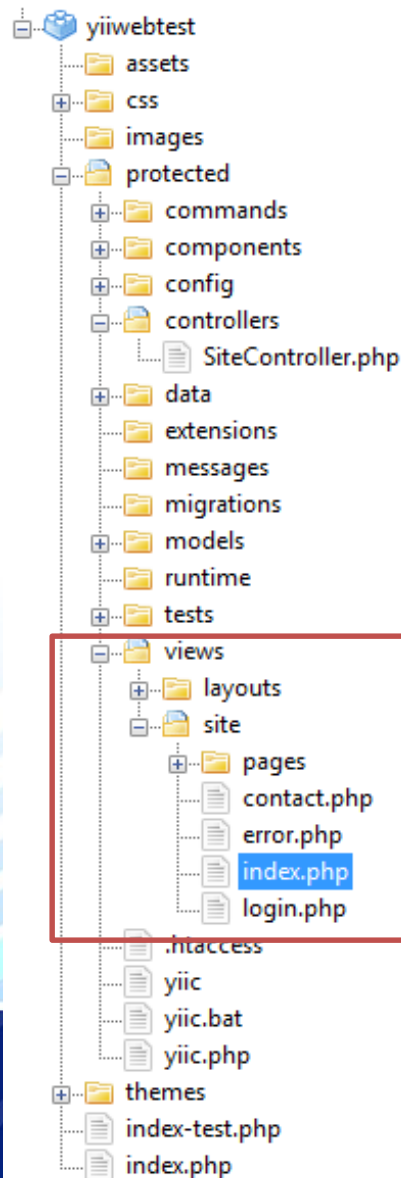 yiiwebtest
assets
css
images
protected
commands
components
config
controllers
SiteController.php
data
extensions
messages
migrations
models
runtime
tests
views
layouts
site
pages
contact.php
error.php
index.php
login.php
.htaccess
yiic
yiic.bat
yiic.php
themes
index-test.php
index.php